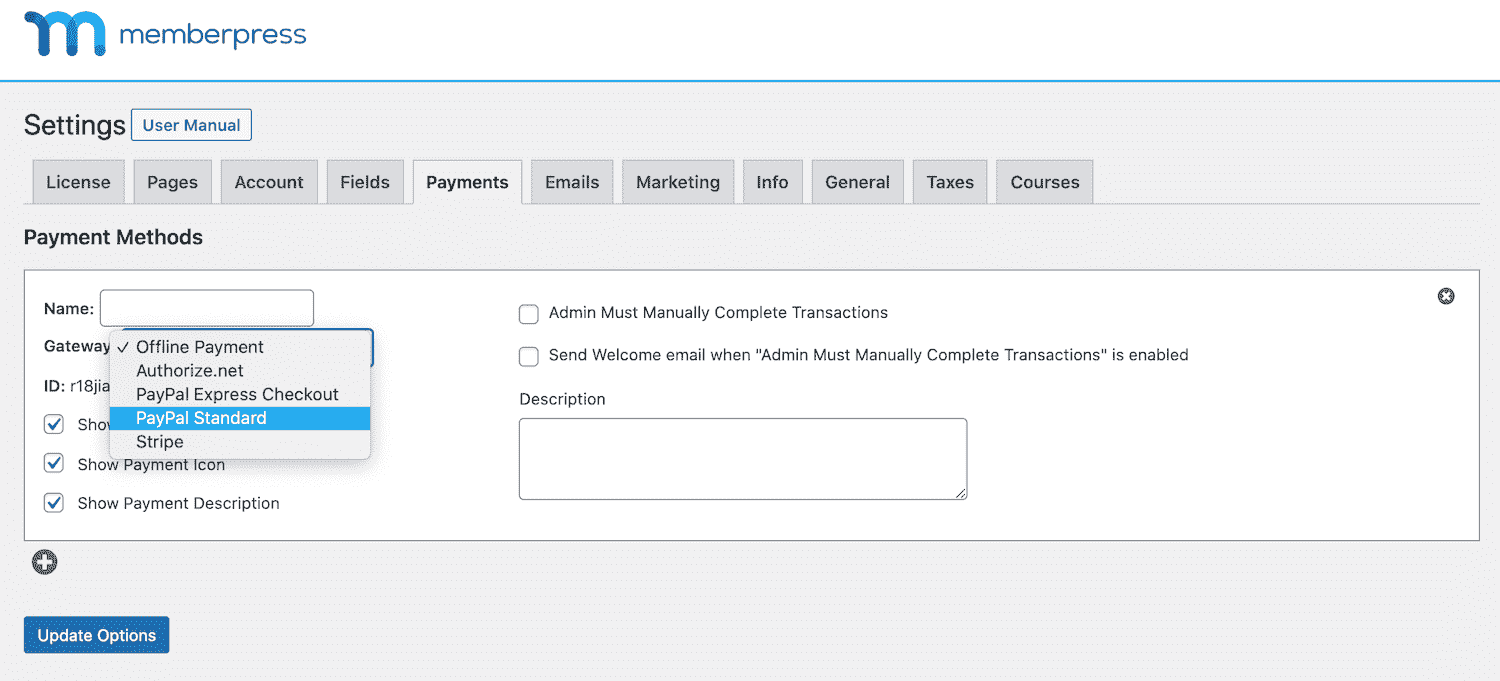 memberpress
Settings User Manual
License Pages Account Fields Payments Emails Marketing Info General Taxes Courses
Payment Methods
Name:
Gateway
✓ Offline Payment
Authorize.net
PayPal Express Checkout
PayPal Standard
Stripe
ID: r18jia
Show Payment Icon
Show Payment Description
Admin Must Manually Complete Transactions
Send Welcome email when "Admin Must Manually Complete Transactions" is enabled
Description
Update Options